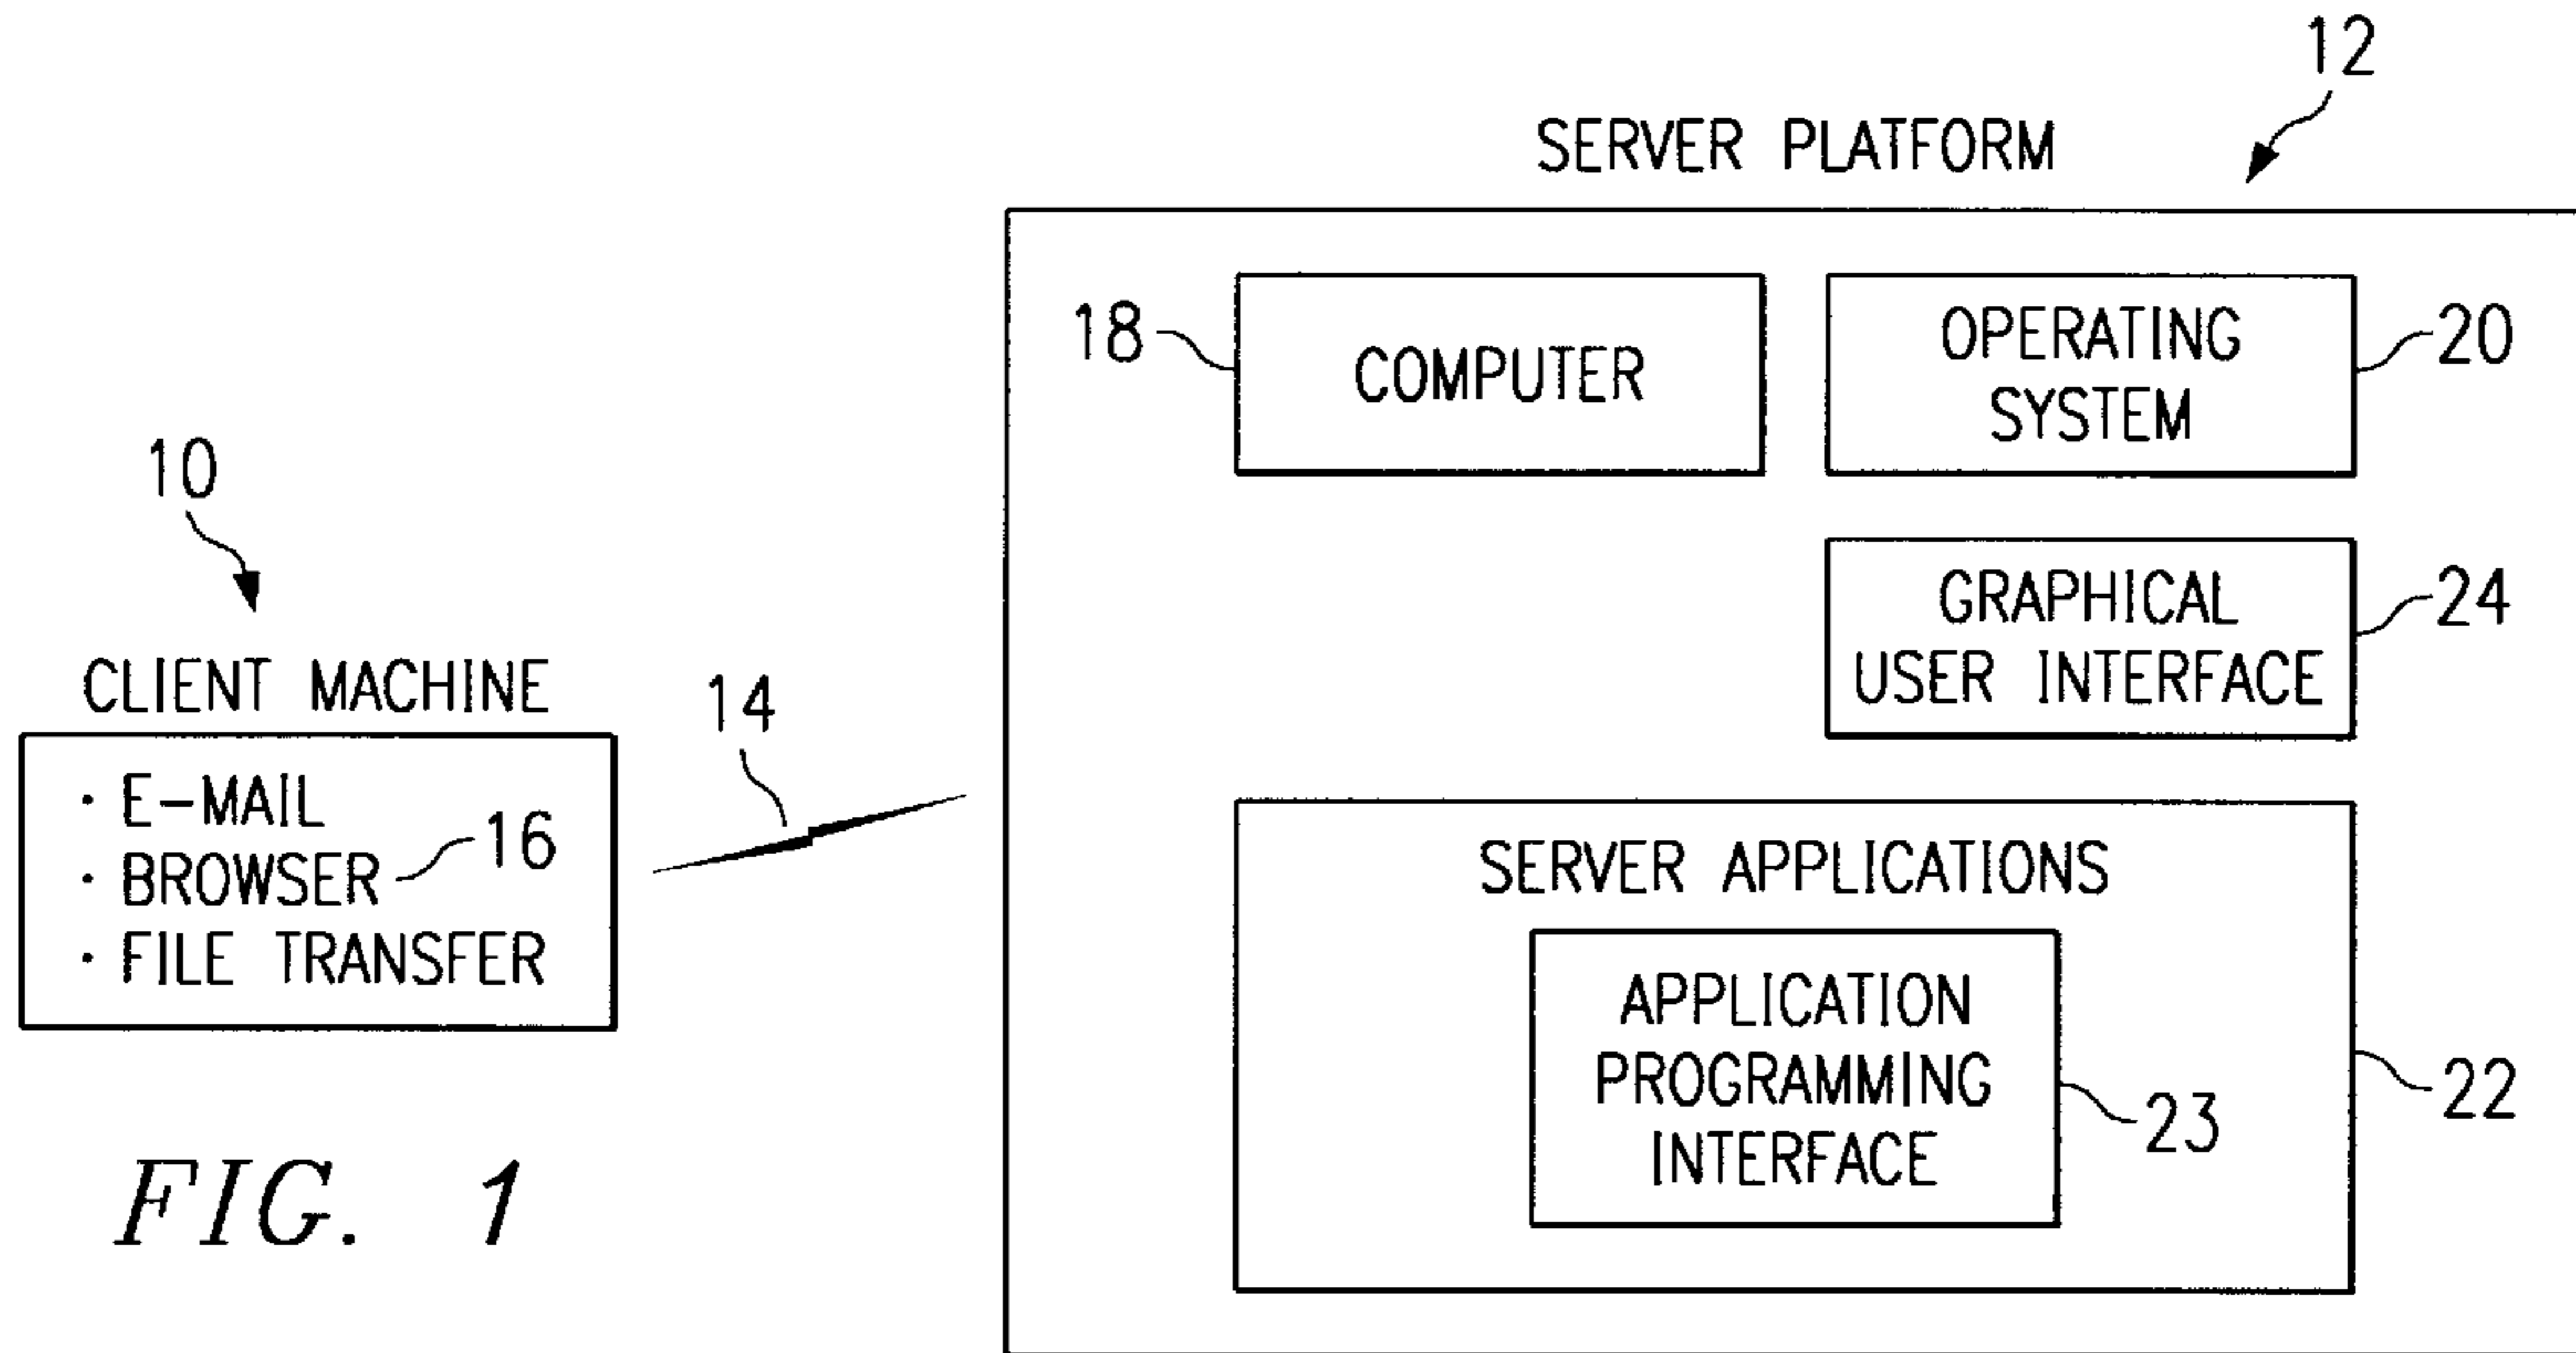 12
SERVER PLATFORM
18
COMPUTER
OPERATING
SYSTEM
20
10
GRAPHICAL
USER INTERFACE
24
CLIENT MACHINE
· E-MAIL
· BROWSER
16
· FILE TRANSFER
14
SERVER APPLICATIONS
APPLICATION
PROGRAMMING
INTERFACE
23
22
FIG. 1